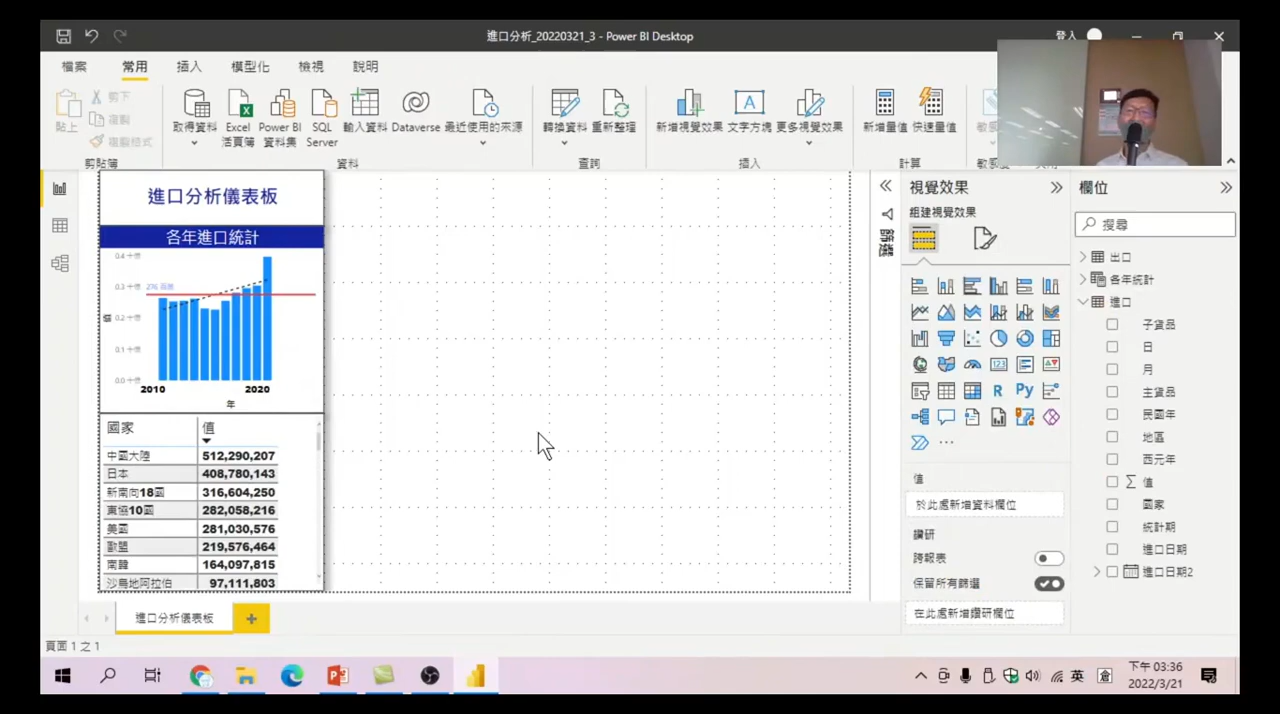 進口分析_20220321_3 - Power BI Desktop
登入
檔案 常用 插入 模型化 檢視 說明
貼上
剪下
複製
複製格式
剪貼簿
取得資料
Excel 活頁簿
Power BI 資料集
SQL Server
輸入資料
Dataverse
最近使用的來源
資料
轉換資料
重新整理
查詢
新增視覺效果
文字方塊
更多視覺效果
插入
新增量值
快速量值
計算
進口分析儀表板
各年進口統計
0.4 十億
0.3 十億
276 百萬
0.2 十億
值
0.1 十億
0.0 十億
2010 2020
年
國家 值
中國大陸 512,290,207
日本 408,780,143
新南向18國 316,604,250
東協10國 282,058,216
美國 281,030,576
歐盟 219,576,464
南韓 164,097,815
沙烏地阿拉伯 97,111,803
篩選
視覺效果
組建視覺效果
R Py
123
值
於此處新增資料欄位
鑽研
跨報表
保留所有篩選
在此處新增鑽研欄位
欄位
搜尋
出口
各年統計
進口
子貨品
日
月
主貨品
民國年
地區
西元年
∑ 值
國家
統計期
進口日期
進口日期2
進口分析儀表板
頁面 1 之 1
英
下午 03:36
2022/3/21